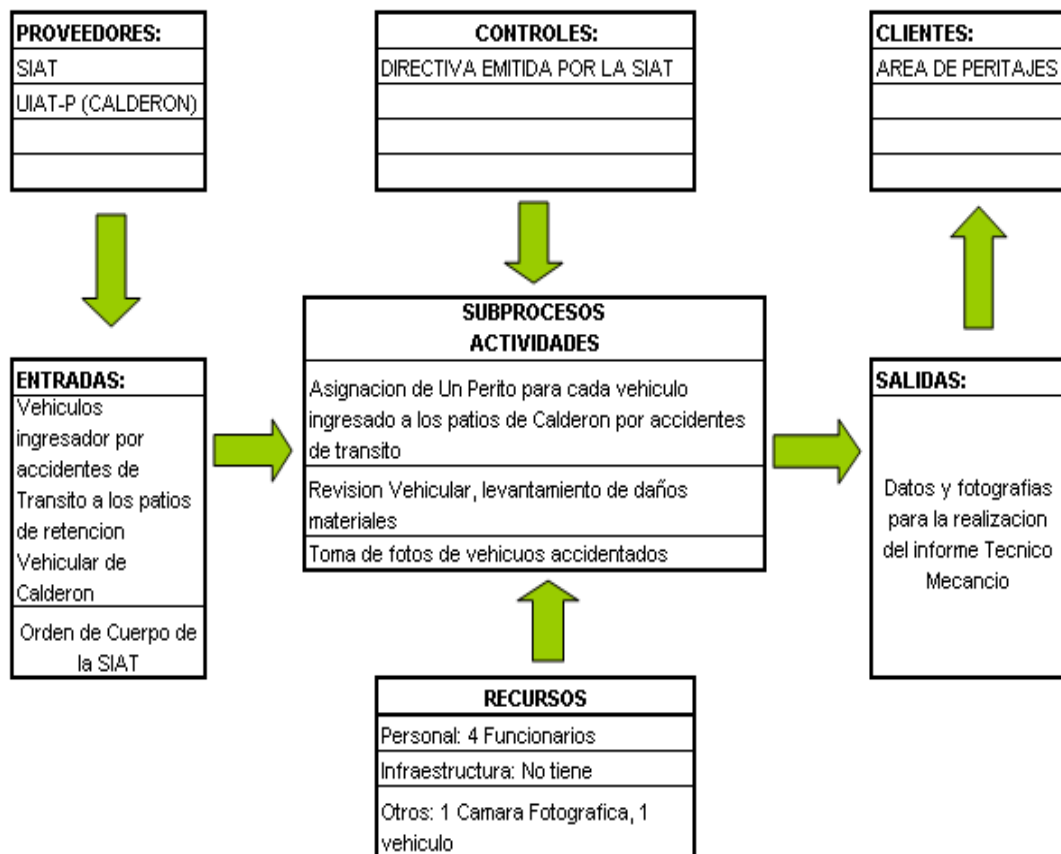 PROVEEDORES:
SIAT
UIAT-P (CALDERON)
CONTROLES:
DIRECTIVA EMITIDA POR LA SIAT
CLIENTES:
AREA DE PERITAJES
ENTRADAS:
Vehiculos
ingresador por
accidentes de
Transito a los patios
de retencion
Vehicular de
Calderon
Orden de Cuerpo de
la SIAT
SUBPROCESOS
ACTIVIDADES
Asignacion de Un Perito para cada vehiculo
ingresado a los patios de Calderon por accidentes
de transito
Revision Vehicular, levantamiento de daños
materiales
Toma de fotos de vehicuos accidentados
SALIDAS:
Datos y fotografias
para la realizacion
del informe Tecnico
Mecancio
RECURSOS
Personal: 4 Funcionarios
Infraestructura: No tiene
Otros: 1 Camara Fotografica, 1
vehiculo